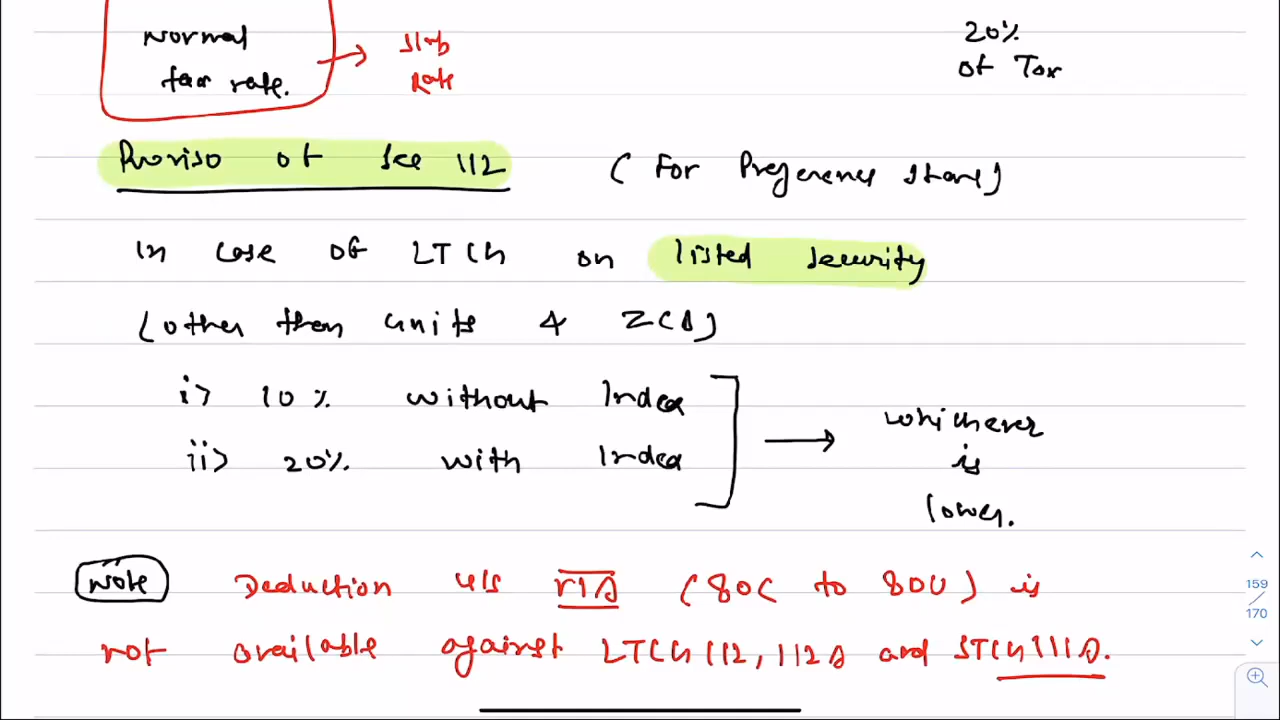 Normal
tax rate.
slab
Rate
20%
of Tax
Proviso of Sec 112 (For Preference share)
In case of LTCG on listed security
(other than units & ZCB)
i> 10% without Index
ii> 20% with Index
whichever
is
lower.
Note Deduction u/s VIA (80C to 80U) is
not available against LTCG 112, 112A and STCG 111A.
159
170